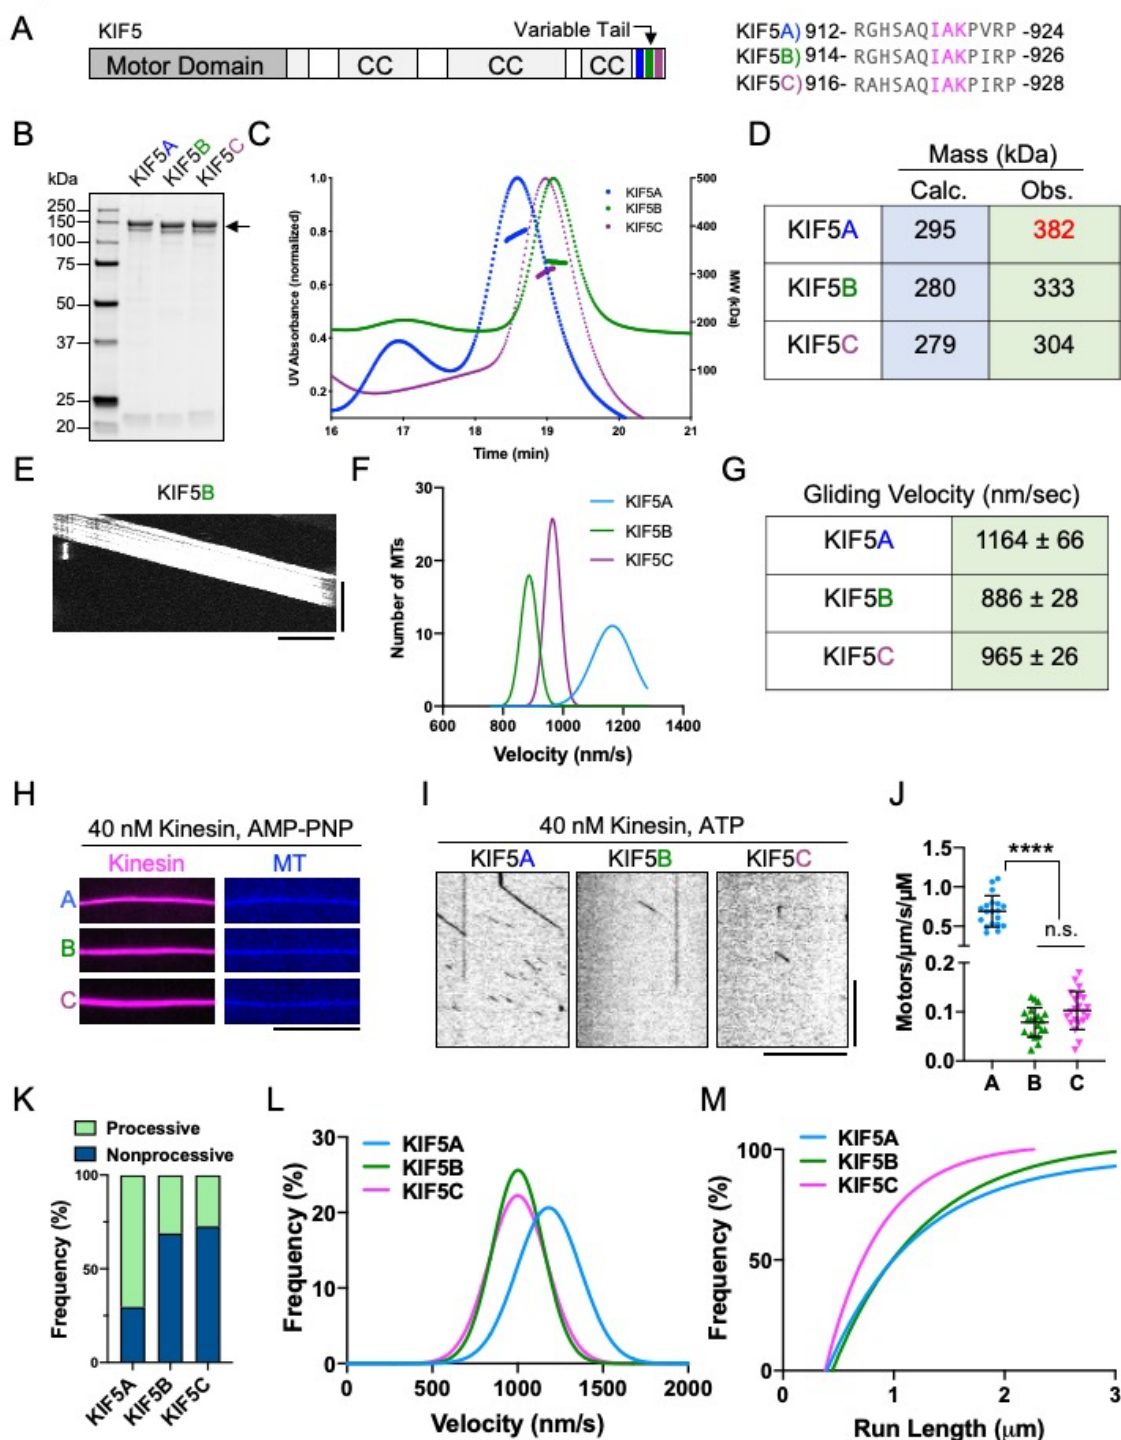 A
KIF5
Variable Tail
Motor Domain
CC
CC
CC
KIF5A) 912- RGHSAQIAKPVRP -924
KIF5B) 914- RGHSAQIAKPIRP -926
KIF5C) 916- RAHSAQIAKPIRP -928
B
KIF5A
KIF5B
KIF5C
kDa
250
150
100
75
50
37
25
20
C
1.0
0.8
0.6
0.4
0.2
UV Absorbance (normalized)
500
400
300
200
100
MW (kDa)
KIF5A
KIF5B
KIF5C
16 17 18 19 20 21
Time (min)
D
Mass (kDa)
Calc. Obs.
KIF5A 295 382
KIF5B 280 333
KIF5C 279 304
E
KIF5B
F
30
20
10
0
Number of MTs
KIF5A
KIF5B
KIF5C
600 800 1000 1200 1400
Velocity (nm/s)
G
Gliding Velocity (nm/sec)
KIF5A 1164 ± 66
KIF5B 886 ± 28
KIF5C 965 ± 26
H
40 nM Kinesin, AMP-PNP
Kinesin MT
A
B
C
I
40 nM Kinesin, ATP
KIF5A KIF5B KIF5C
J
1.5
1.0
0.5
0.2
0.1
0.0
Motors/µm/s/µM
****
n.s.
A B C
K
Processive
Nonprocessive
100
50
0
Frequency (%)
KIF5A
KIF5B
KIF5C
L
30
20
10
0
Frequency (%)
KIF5A
KIF5B
KIF5C
0 500 1000 1500 2000
Velocity (nm/s)
M
100
50
0
Frequency (%)
KIF5A
KIF5B
KIF5C
0 1 2 3
Run Length (µm)